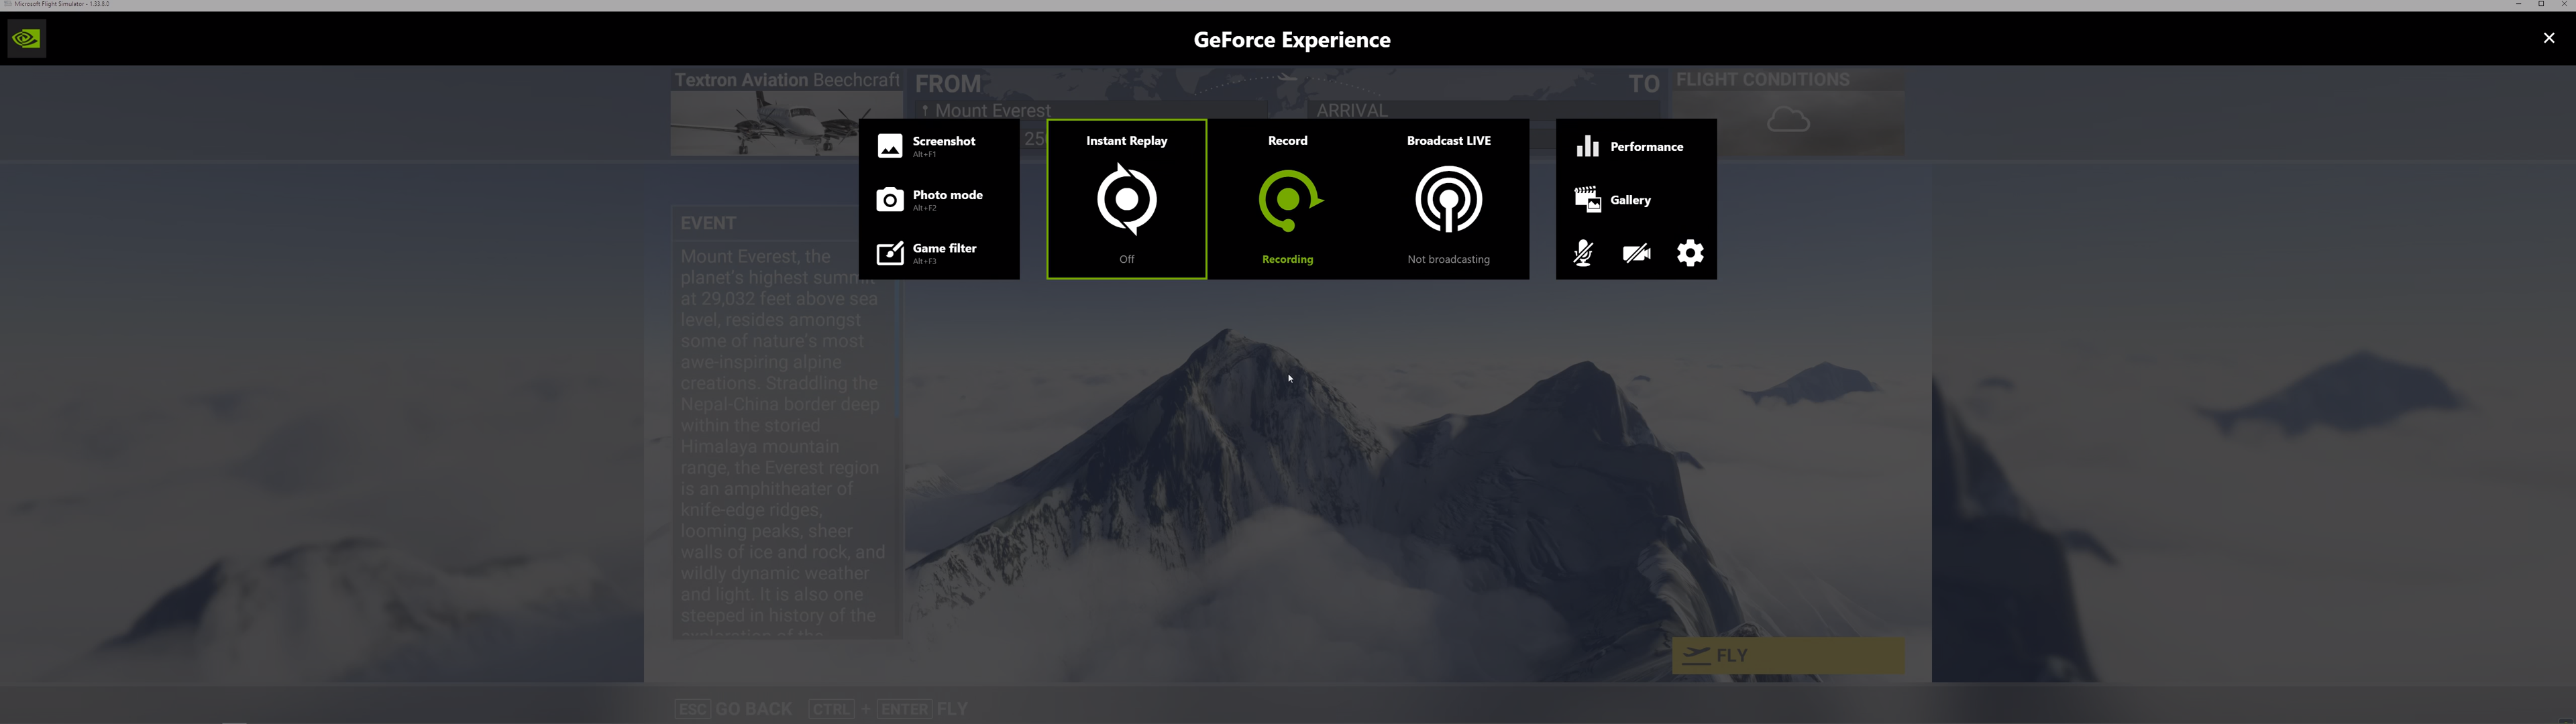 Microsoft Flight Simulator - 1.33.8.0
GeForce Experience
Textron Aviation Beechcraft
FROM
Mount Everest
25
TO
ARRIVAL
FLIGHT CONDITIONS
Screenshot
Alt+F1
Photo mode
Alt+F2
Game filter
Alt+F3
Instant Replay
Off
Record
Recording
Broadcast LIVE
Not broadcasting
Performance
Gallery
EVENT
Mount Everest, the
planet's highest summit
at 29,032 feet above sea
level, resides amongst
some of nature's most
awe-inspiring alpine
creations. Straddling the
Nepal-China border deep
within the storied
Himalaya mountain
range, the Everest region
is an amphitheater of
knife-edge ridges,
looming peaks, sheer
walls of ice and rock, and
wildly dynamic weather
and light. It is also one
steeped in history of the
exploration of the
FLY
ESC GO BACK CTRL + ENTER FLY